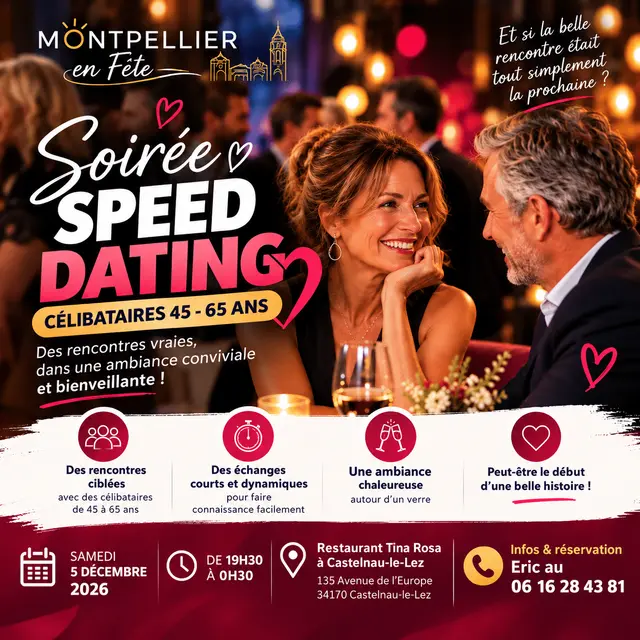 MONTPELLIER
en Fête
Et si la belle
rencontre était
tout simplement
la prochaine ?
Soirée
SPEED
DATING
CÉLIBATAIRES 45 - 65 ANS
Des rencontres vraies,
dans une ambiance conviviale
et bienveillante !
Des rencontres
ciblées
avec des célibataires
de 45 à 65 ans
Des échanges
courts et dynamiques
pour faire
connaissance facilement
Une ambiance
chaleureuse
autour d'un verre
Peut-être le début
d'une belle histoire !
SAMEDI
5 DÉCEMBRE
2026
DE 19H30
À 0H30
Restaurant Tina Rosa
à Castelnau-le-Lez
135 Avenue de l'Europe
34170 Castelnau-le-Lez
Infos & réservation
Eric au
06 16 28 43 81